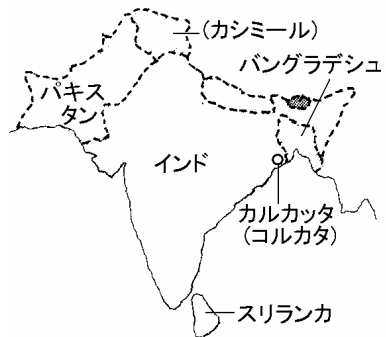 (カシミール)
バングラデシュ
パキス
タン
インド
カルカッタ
(コルカタ)
スリランカ